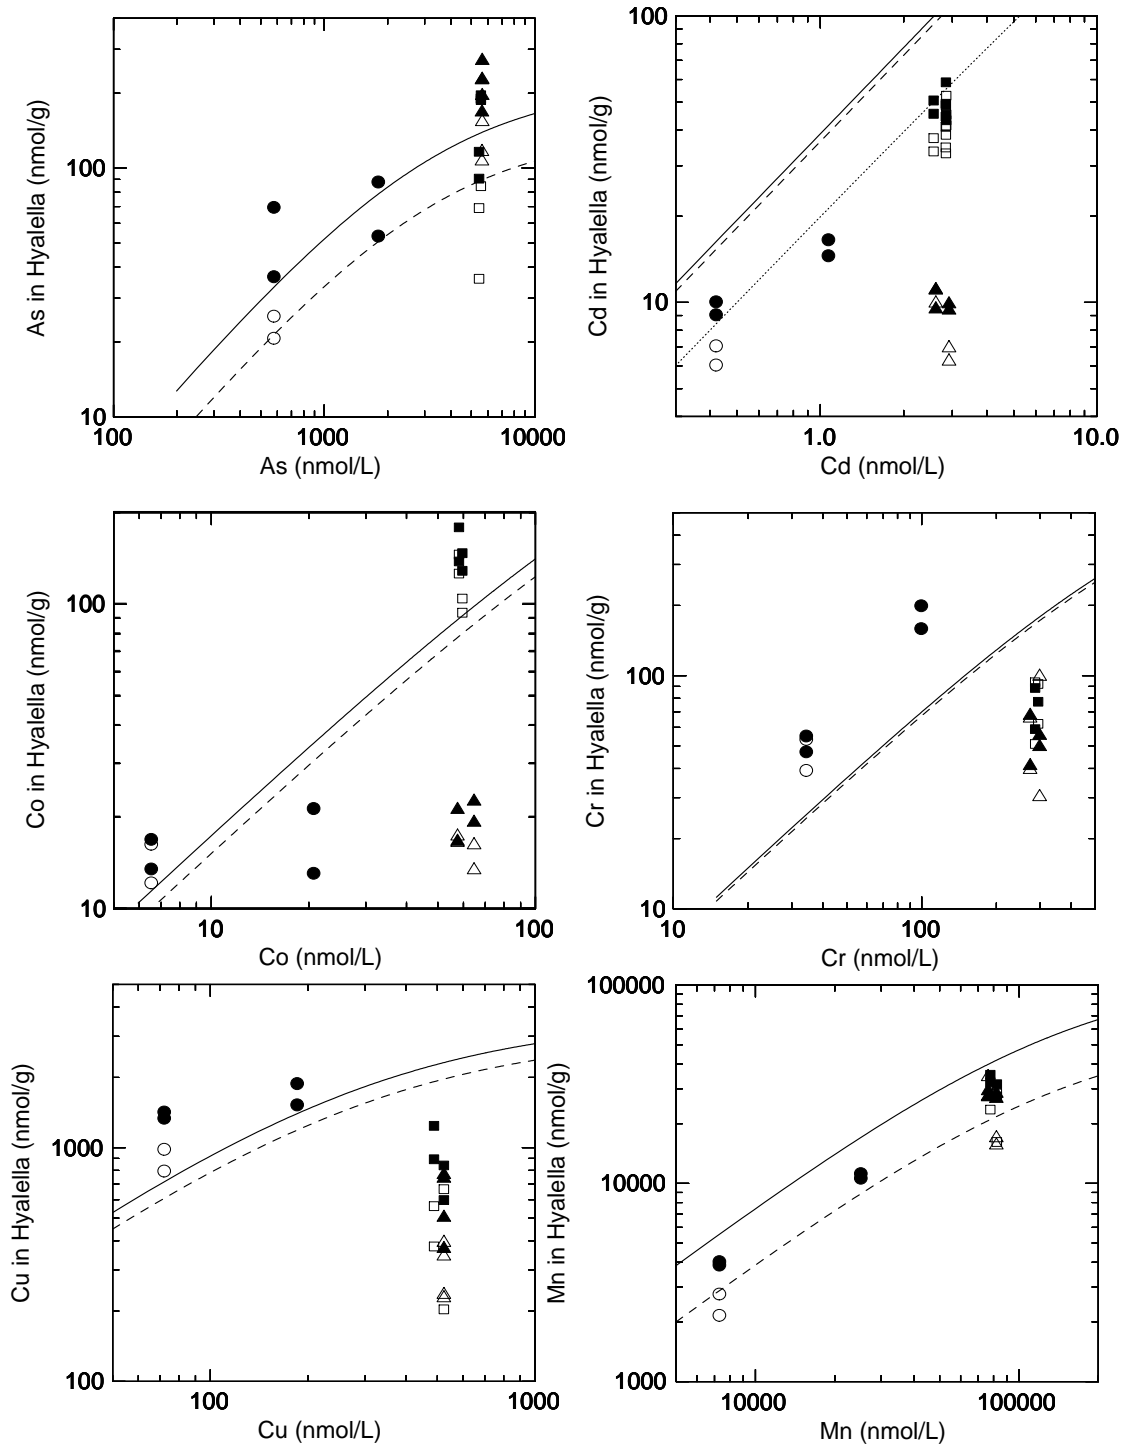 As in Hyalella (nmol/g)
100
10
100
1000
10000
As (nmol/L)
Cd in Hyalella (nmol/g)
100
10
1.0
10.0
Cd (nmol/L)
Co in Hyalella (nmol/g)
100
10
10
100
Co (nmol/L)
Cr in Hyalella (nmol/g)
100
10
10
100
Cr (nmol/L)
Cu in Hyalella (nmol/g)
1000
100
100
1000
Cu (nmol/L)
Mn in Hyalella (nmol/g)
100000
10000
1000
10000
100000
Mn (nmol/L)